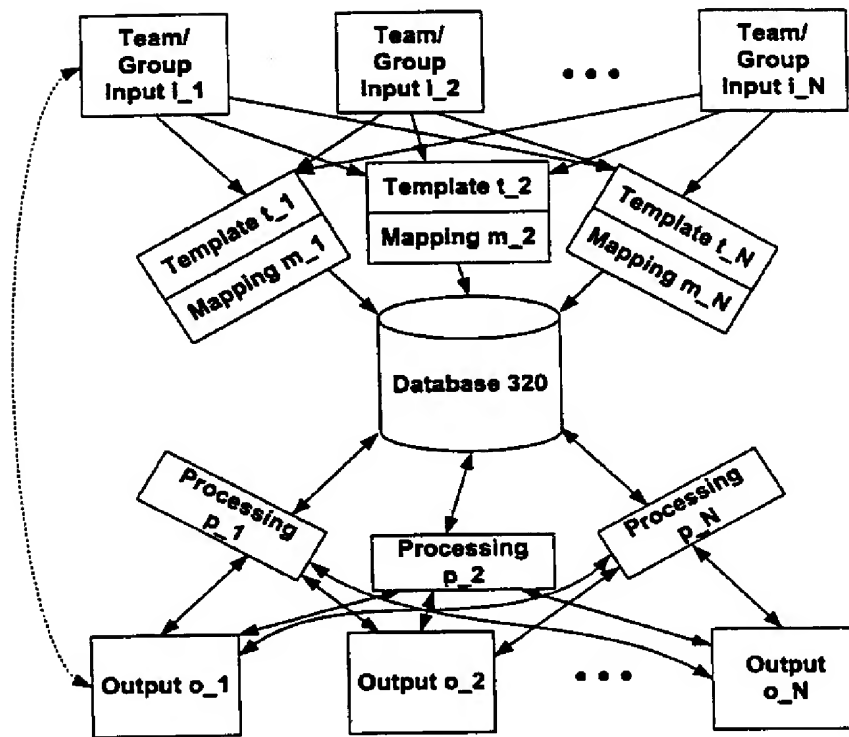 Team/
Group
Input i_1
Team/
Group
Input i_2
Team/
Group
Input i_N
Template t_1
Mapping m_1
Template t_2
Mapping m_2
Template t_N
Mapping m_N
Database 320
Processing
p_1
Processing
p_2
Processing
p_N
Output o_1
Output o_2
Output
o_N